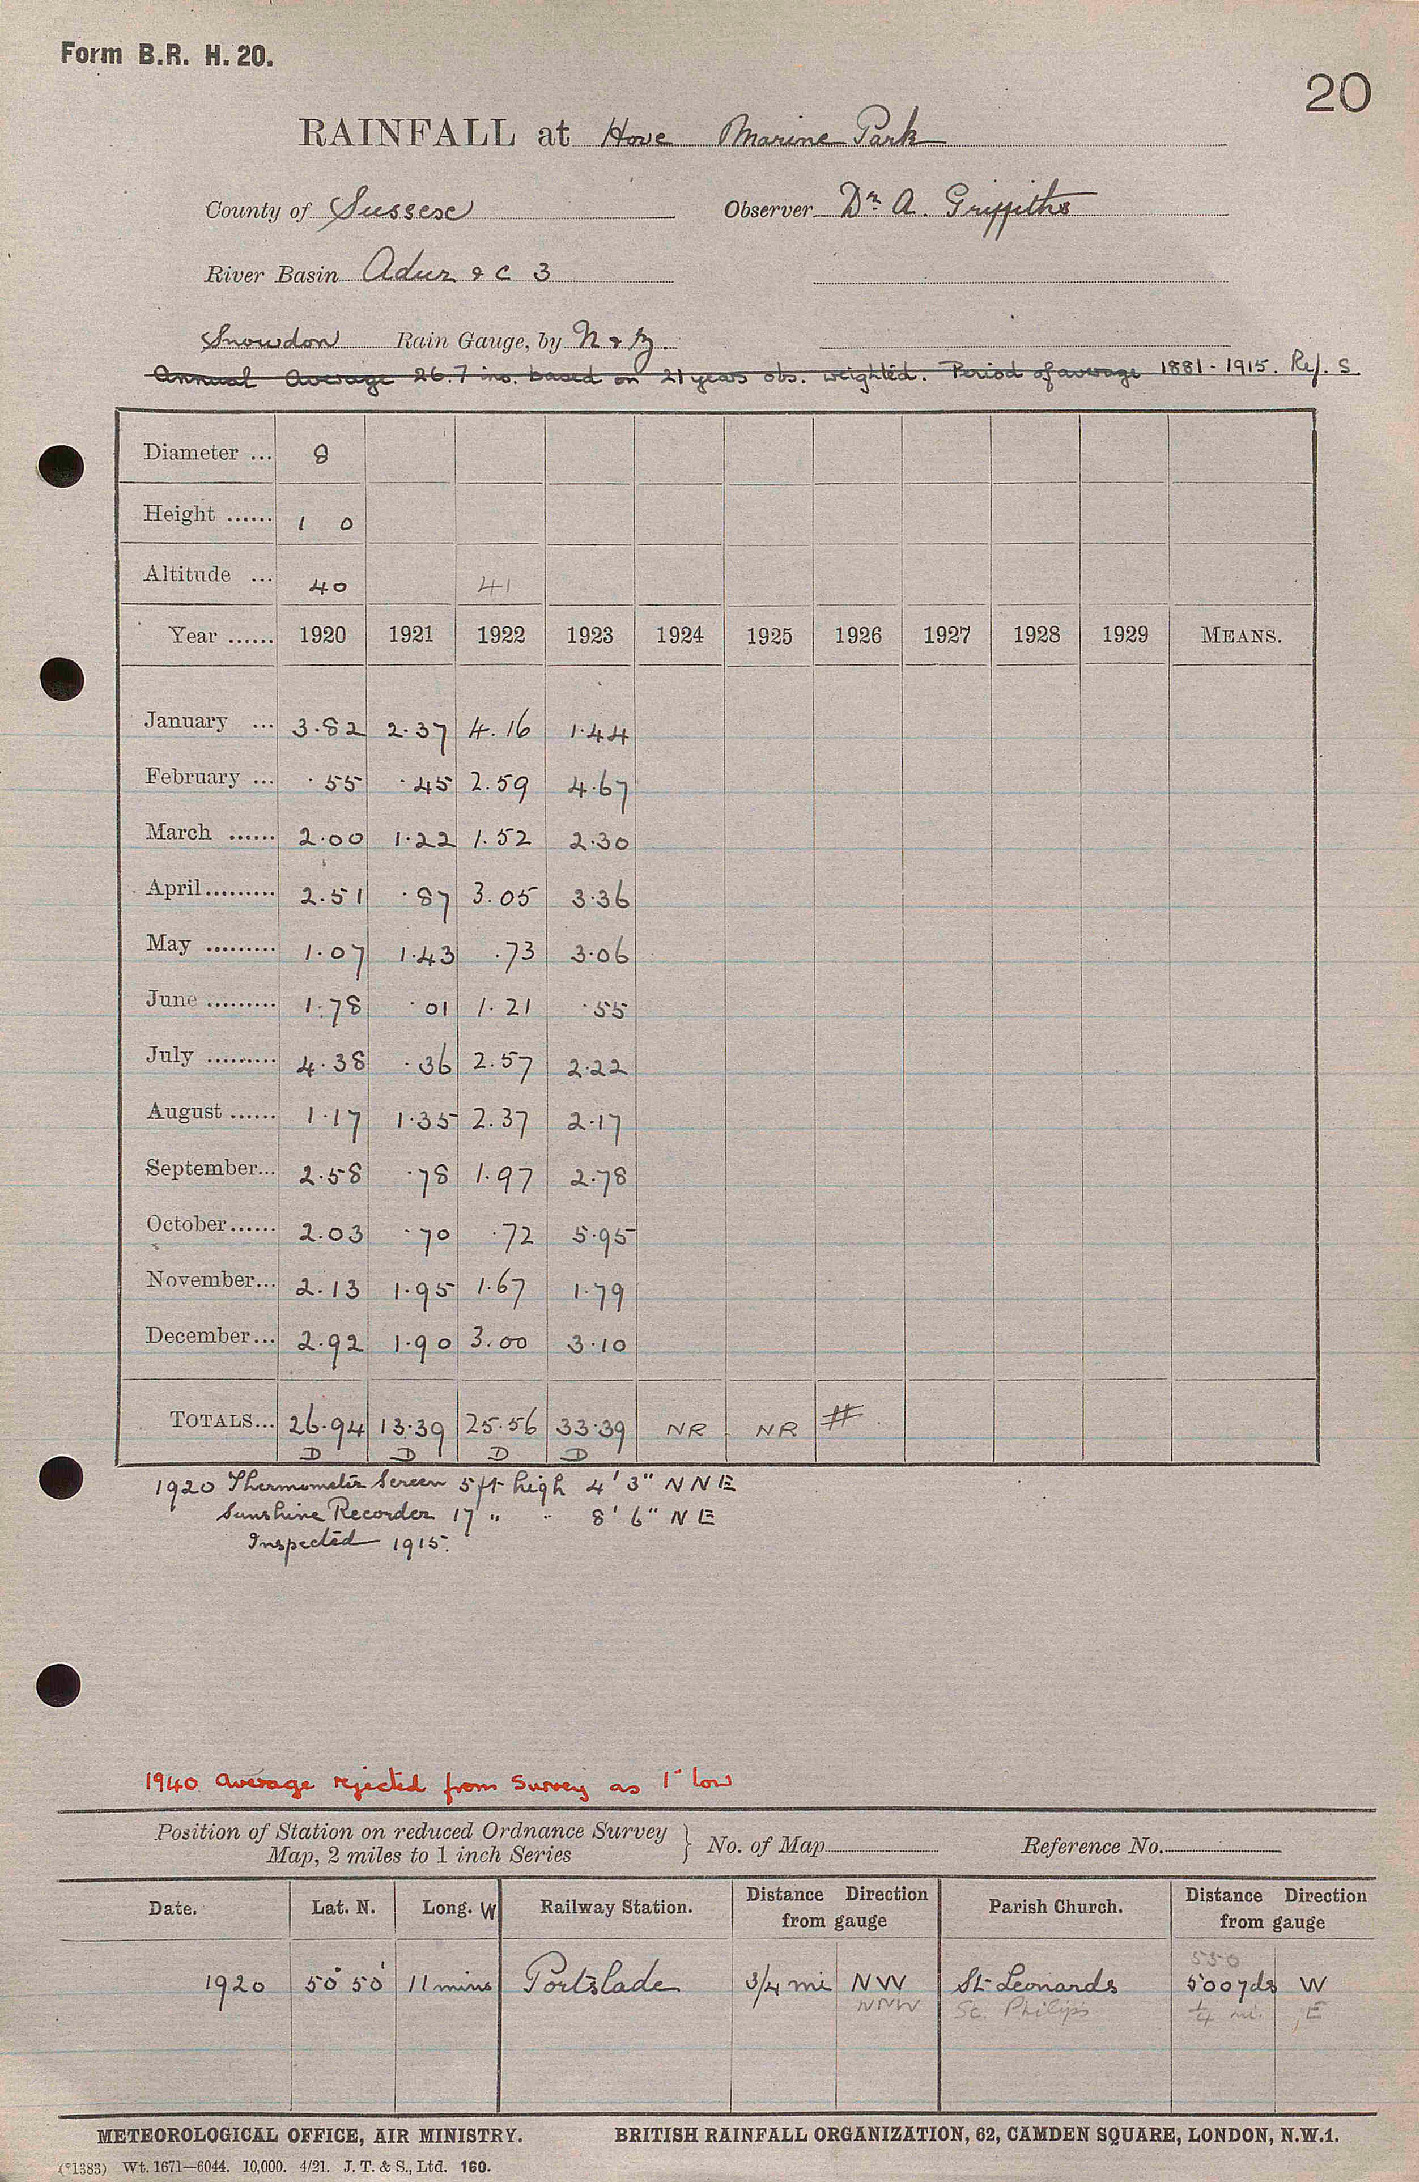 Form B.R. H. 20.
20
RAINFALL at Hove Marine Park
County of Sussex Observer Dr A. Griffiths
River Basin Adur & C 3
Snowdon Rain Gauge, by N & Z
Annual Average 26.7 ins. based on 21 years obs. weighted. Period of average 1881 - 1915. Ref. S
Diameter ... 8
Height ...... 1 0
Altitude ... 40 41
Year ...... 1920 1921 1922 1923 1924 1925 1926 1927 1928 1929 MEANS.
January ... 3.82 2.37 4.16 1.44
February ... .55 .45 2.59 4.67
March ...... 2.00 1.22 1.52 2.30
April......... 2.51 .87 3.05 3.36
May ......... 1.07 1.43 .73 3.06
June ......... 1.78 .01 1.21 .55
July ......... 4.38 .36 2.57 2.22
August ...... 1.17 1.35 2.37 2.17
September... 2.58 .78 1.97 2.78
October...... 2.03 .70 .72 5.95
November... 2.13 1.95 1.67 1.79
December... 2.92 1.90 3.00 3.10
TOTALS... 26.94 13.39 25.56 33.39 NR NR #
D D D D
1920 Thermometer Screen 5 ft high 4' 3" N N E
Sunshine Recorder 17 " " 8' 6" N E
Inspected 1915.
1940 Average rejected from Survey as 1" low
Position of Station on reduced Ordnance Survey Map, 2 miles to 1 inch Series } No. of Map Reference No.
Date. Lat. N. Long. W Railway Station. Distance Direction from gauge Parish Church. Distance Direction from gauge
550
1920 50° 50' 11 mins Portslade 3/4 mi NW St Leonards 500 yds W
NNW St. Philip's 1/4 mi. E
METEOROLOGICAL OFFICE, AIR MINISTRY. BRITISH RAINFALL ORGANIZATION, 62, CAMDEN SQUARE, LONDON, N.W.1.
(*1383) Wt. 1671—6044. 10,000. 4/21. J. T. & S., Ltd. 160.